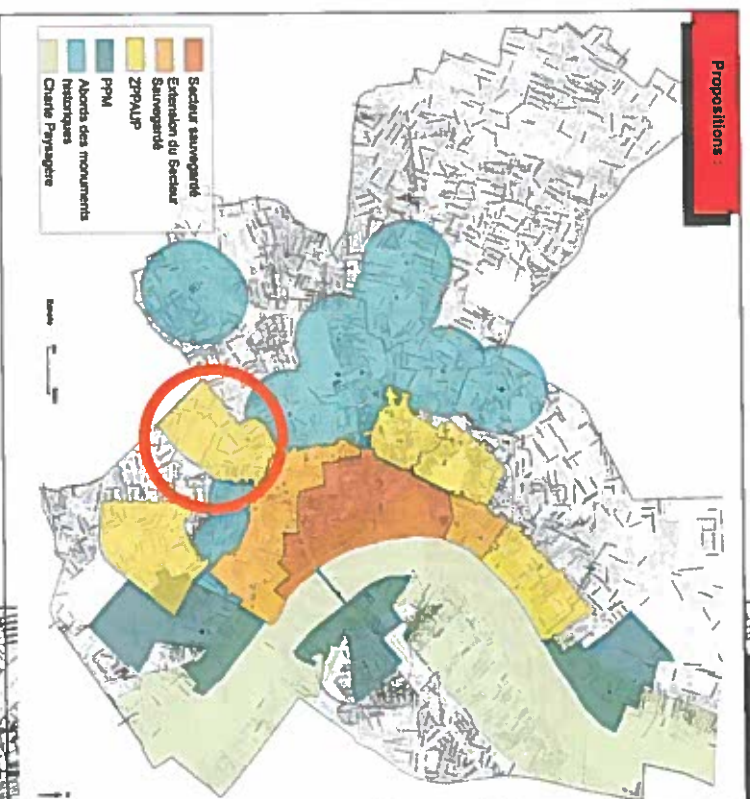 Propositions :
Secteur sauvegardé
Extension du Secteur
Sauvegardé
ZPPAUP
PPM
Abords des monuments
historiques
Charte Paysagère